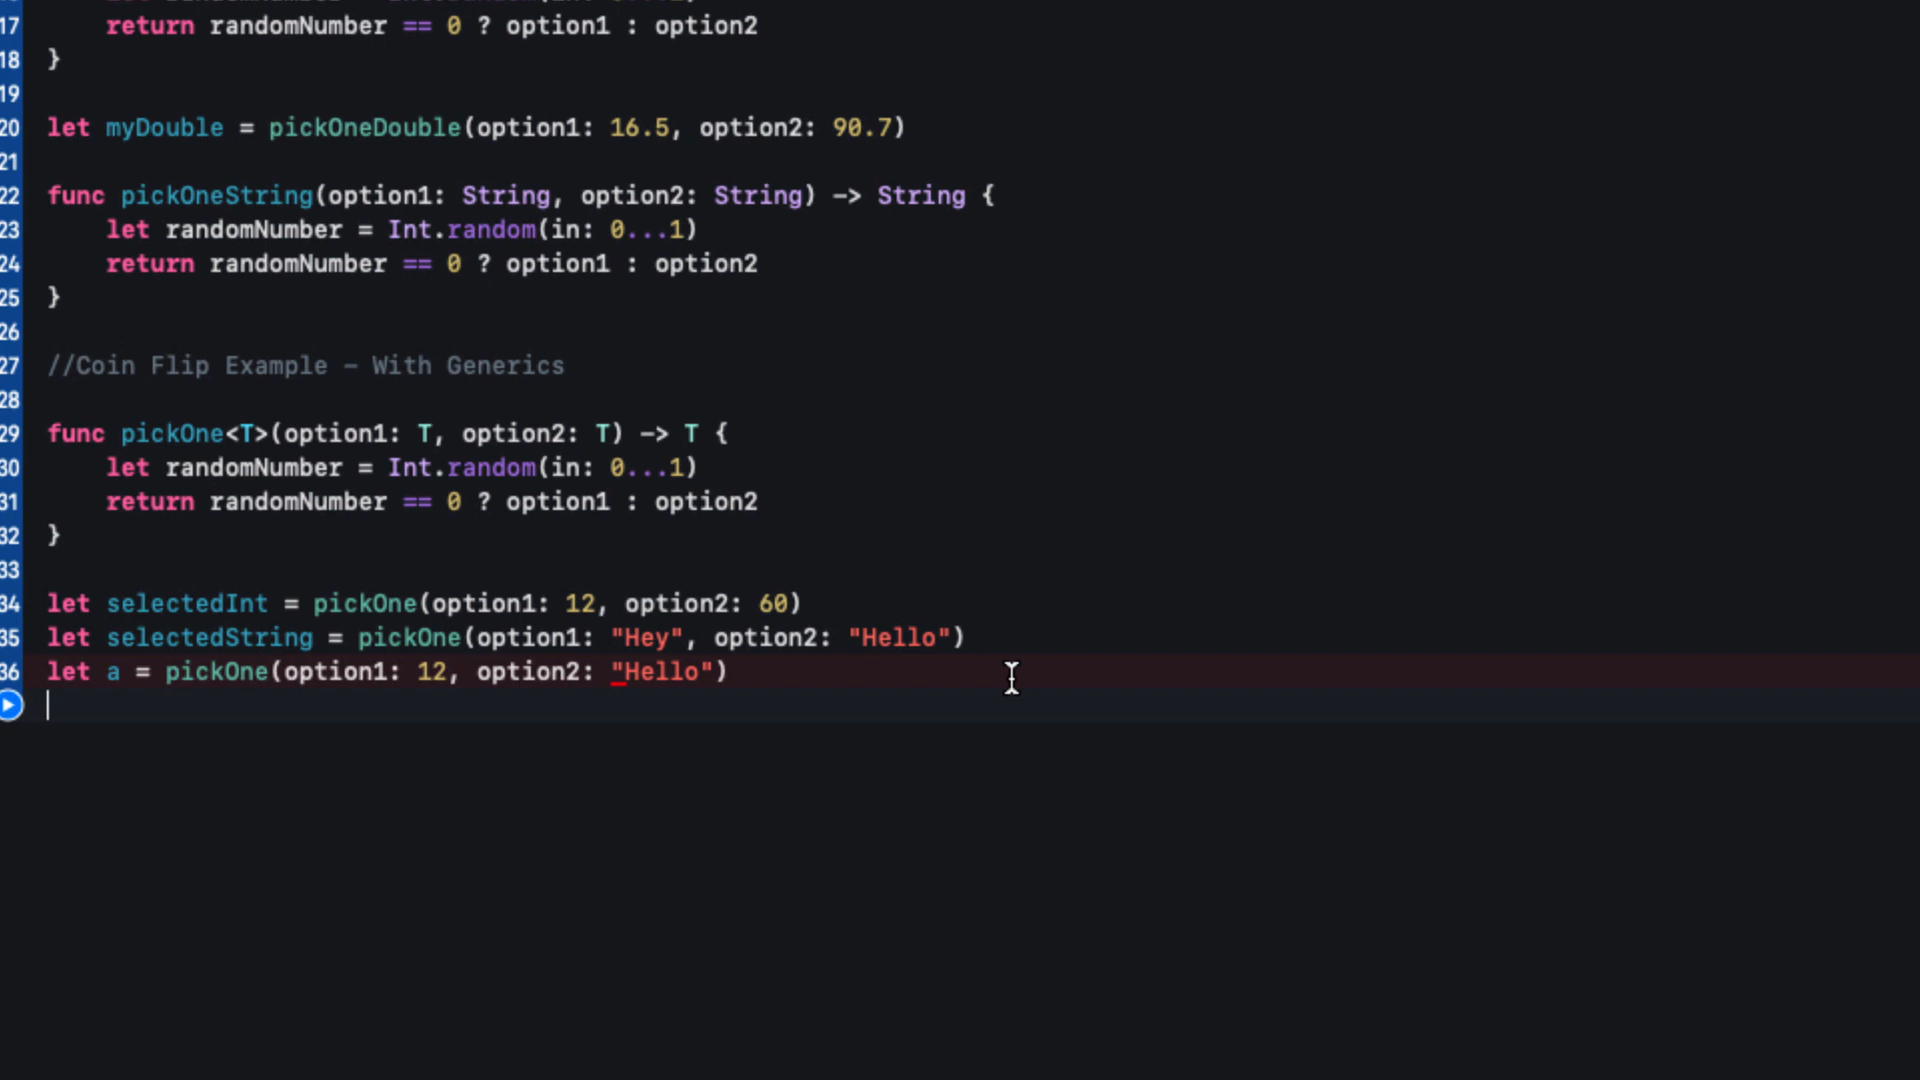 17 return randomNumber == 0 ? option1 : option2
18 }
19
20 let myDouble = pickOneDouble(option1: 16.5, option2: 90.7)
21
22 func pickOneString(option1: String, option2: String) -> String {
23 let randomNumber = Int.random(in: 0...1)
24 return randomNumber == 0 ? option1 : option2
25 }
26
27 //Coin Flip Example - With Generics
28
29 func pickOne<T>(option1: T, option2: T) -> T {
30 let randomNumber = Int.random(in: 0...1)
31 return randomNumber == 0 ? option1 : option2
32 }
33
34 let selectedInt = pickOne(option1: 12, option2: 60)
35 let selectedString = pickOne(option1: "Hey", option2: "Hello")
36 let a = pickOne(option1: 12, option2: "Hello")